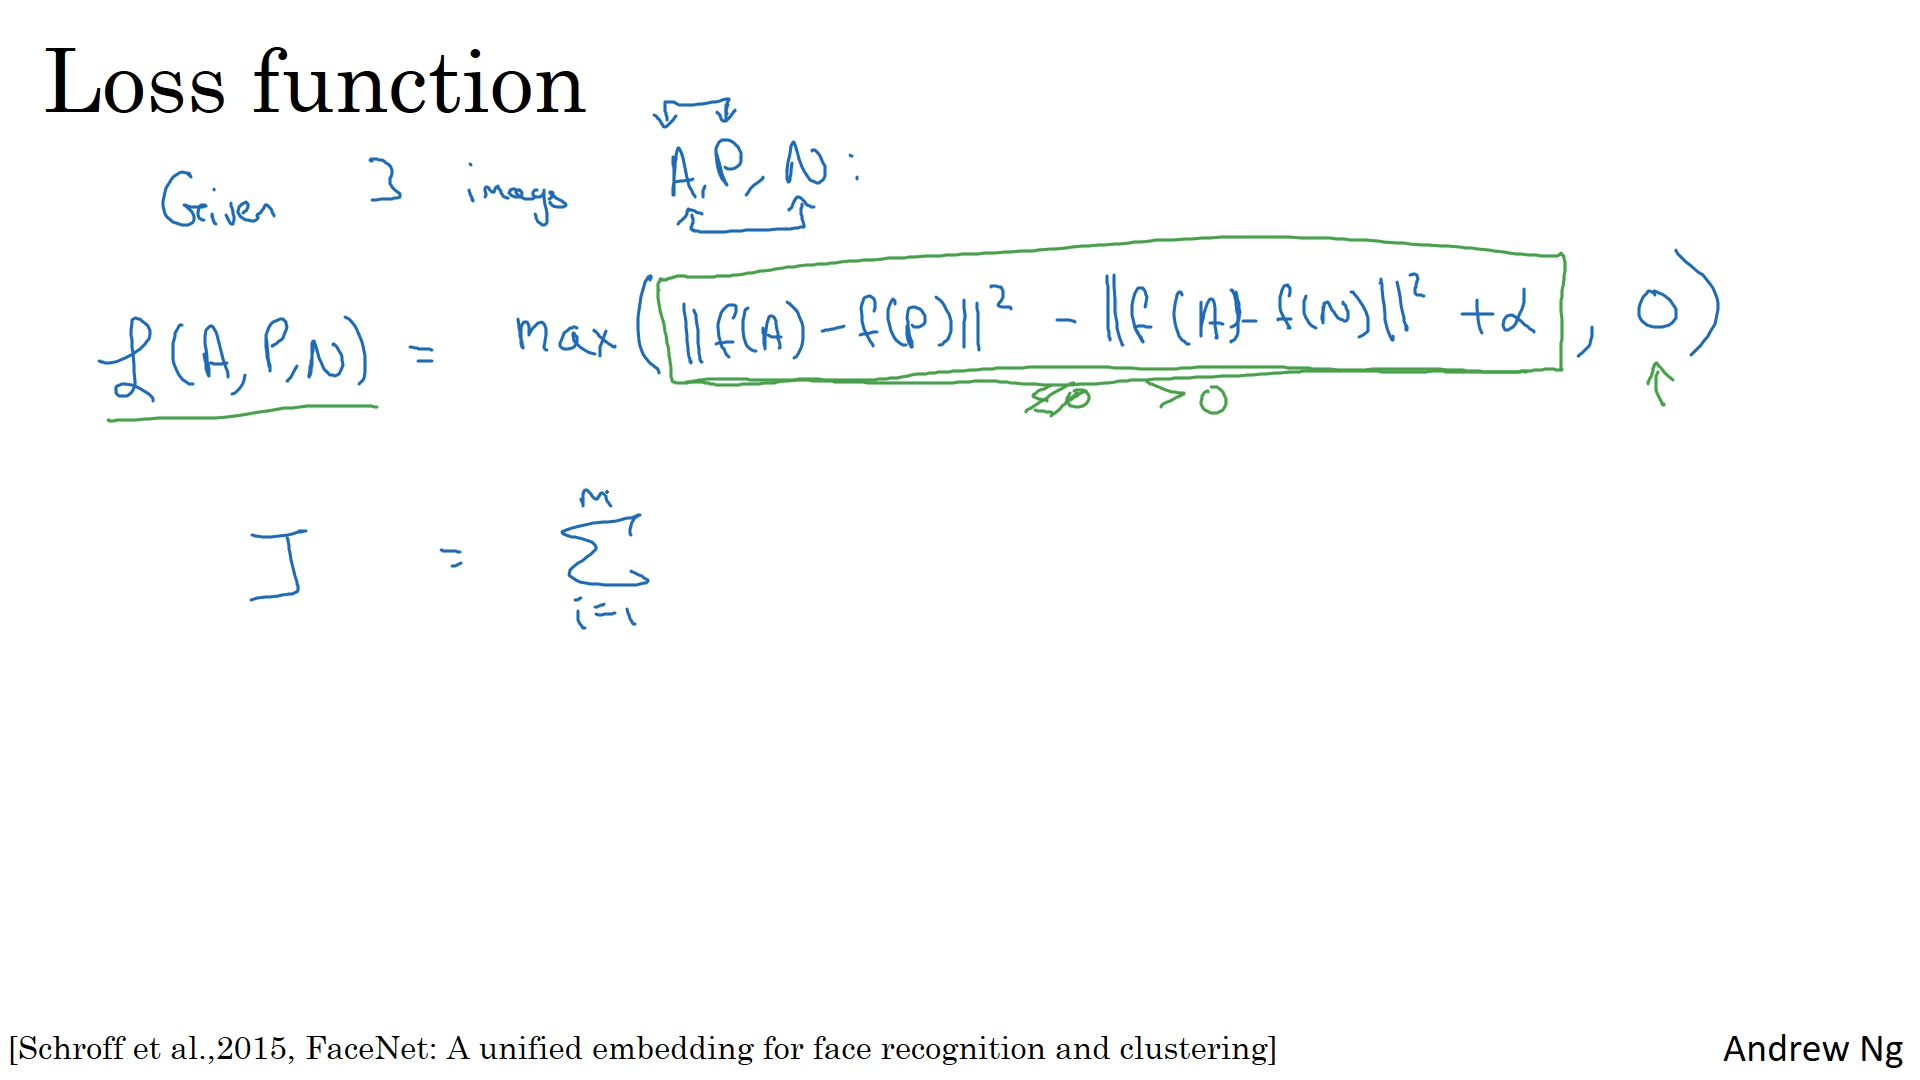 Loss function
Given 3 images A, P, N:
ℒ(A, P, N) = max(||f(A) - f(P)||² - ||f(A) - f(N)||² + α, 0)
≤0 >0 ↑
M
J = Σ
i=1
[Schroff et al.,2015, FaceNet: A unified embedding for face recognition and clustering]
Andrew Ng